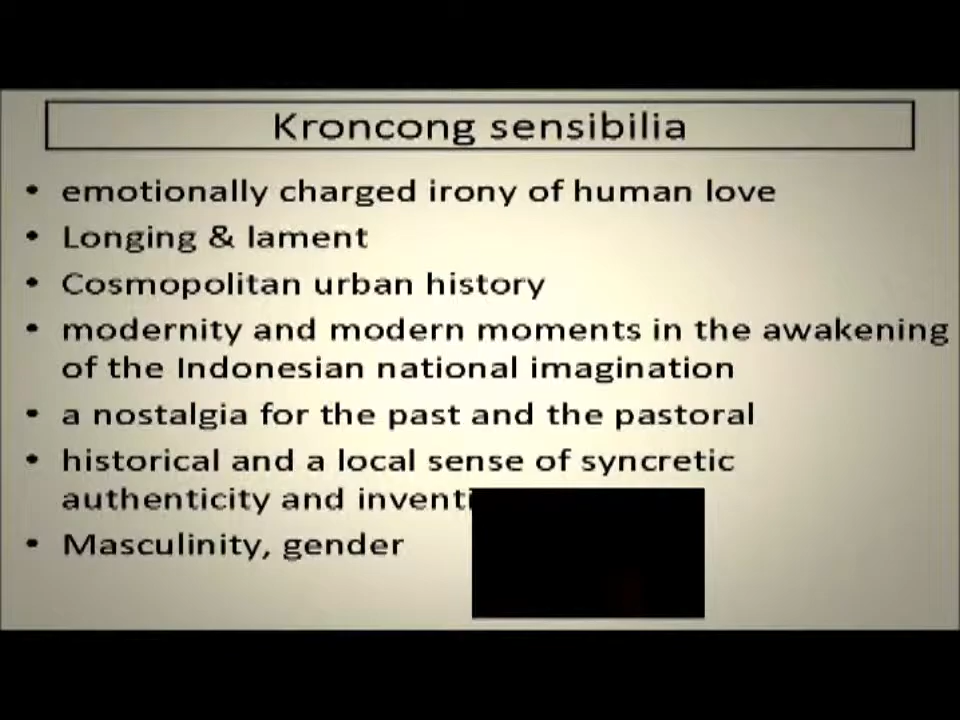 Kroncong sensibilia
• emotionally charged irony of human love
• Longing & lament
• Cosmopolitan urban history
• modernity and modern moments in the awakening
of the Indonesian national imagination
• a nostalgia for the past and the pastoral
• historical and a local sense of syncretic
authenticity and
• Masculinity, gender